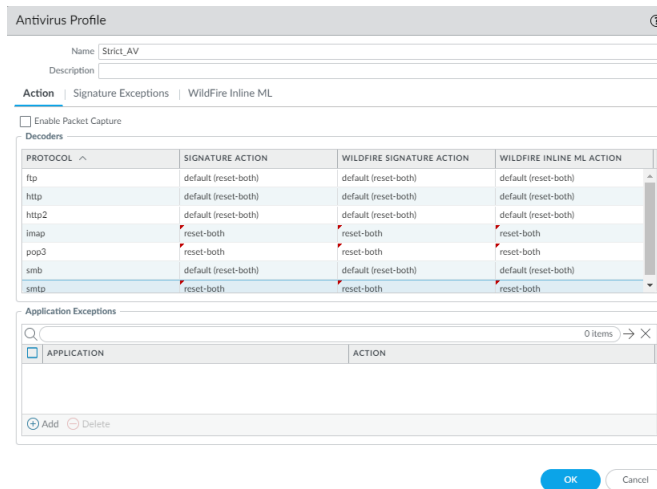 Antivirus Profile
Name Strict_AV
Description
Action | Signature Exceptions | WildFire Inline ML
Enable Packet Capture
Decoders
PROTOCOL SIGNATURE ACTION WILDFIRE SIGNATURE ACTION WILDFIRE INLINE ML ACTION
ftp default (reset-both) default (reset-both) default (reset-both)
http default (reset-both) default (reset-both) default (reset-both)
http2 default (reset-both) default (reset-both) default (reset-both)
imap reset-both reset-both reset-both
pop3 reset-both reset-both reset-both
smb default (reset-both) default (reset-both) default (reset-both)
smtp reset-both reset-both reset-both
Application Exceptions
0 items
APPLICATION ACTION
Add Delete
OK Cancel